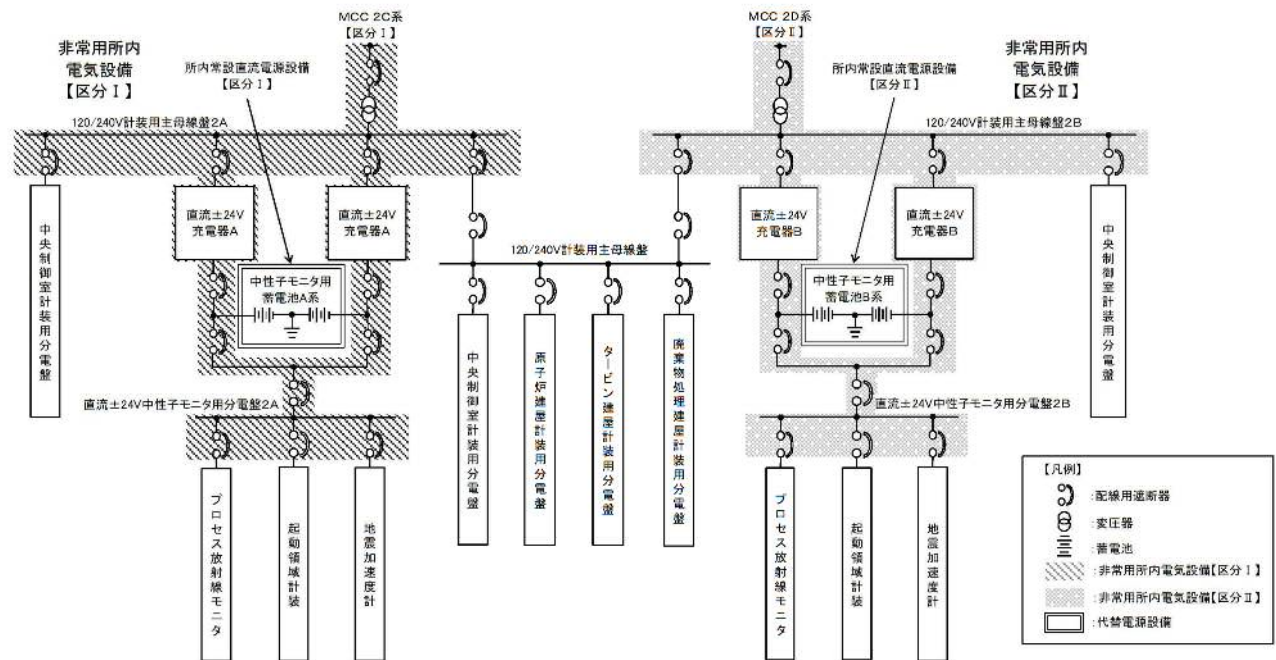 MCC 2C系
【区分Ⅰ】
非常用所内
電気設備
【区分Ⅰ】
所内常設直流電源設備
【区分Ⅰ】
120/240V計装用主母線盤2A
直流±24V
充電器A
直流±24V
充電器A
中性子モニタ用
蓄電池A系
中央制御室計装用分電盤
直流±24V中性子モニタ用分電盤2A
プロセス放射線モニタ
起動領域計装
地震加速度計
120/240V計装用主母線盤
中央制御室計装用分電盤
原子炉建屋計装用分電盤
タービン建屋計装用分電盤
廃棄物処理建屋計装用分電盤
MCC 2D系
【区分Ⅱ】
所内常設直流電源設備
【区分Ⅱ】
非常用所内
電気設備
【区分Ⅱ】
120/240V計装用主母線盤2B
直流±24V
充電器B
直流±24V
充電器B
中性子モニタ用
蓄電池B系
中央制御室計装用分電盤
直流±24V中性子モニタ用分電盤2B
プロセス放射線モニタ
起動領域計装
地震加速度計
【凡例】
:配線用遮断器
:変圧器
:蓄電池
:非常用所内電気設備【区分Ⅰ】
:非常用所内電気設備【区分Ⅱ】
:代替電源設備